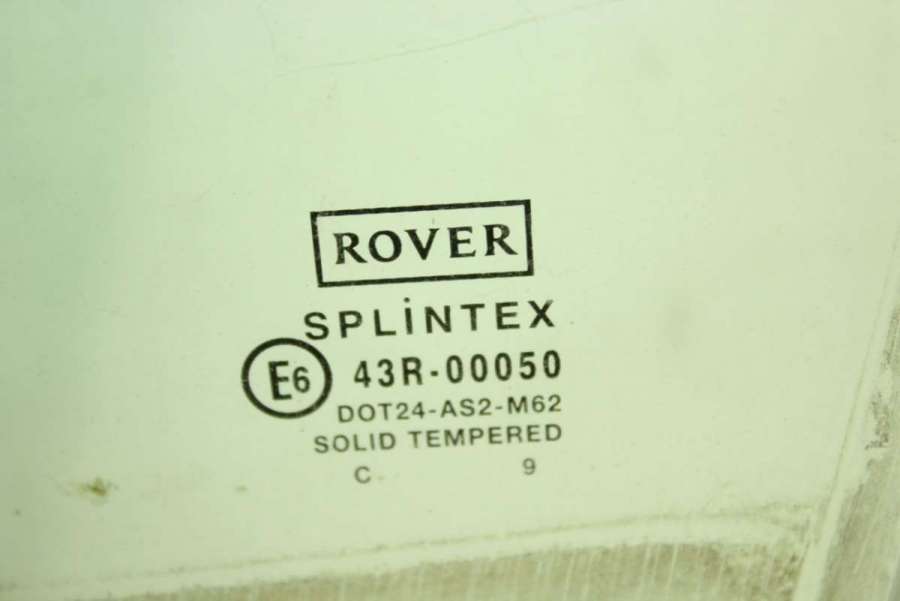 ROVER
SPLiNTEX
E6 43R-00050
DOT24-AS2-M62
SOLID TEMPERED
C 9